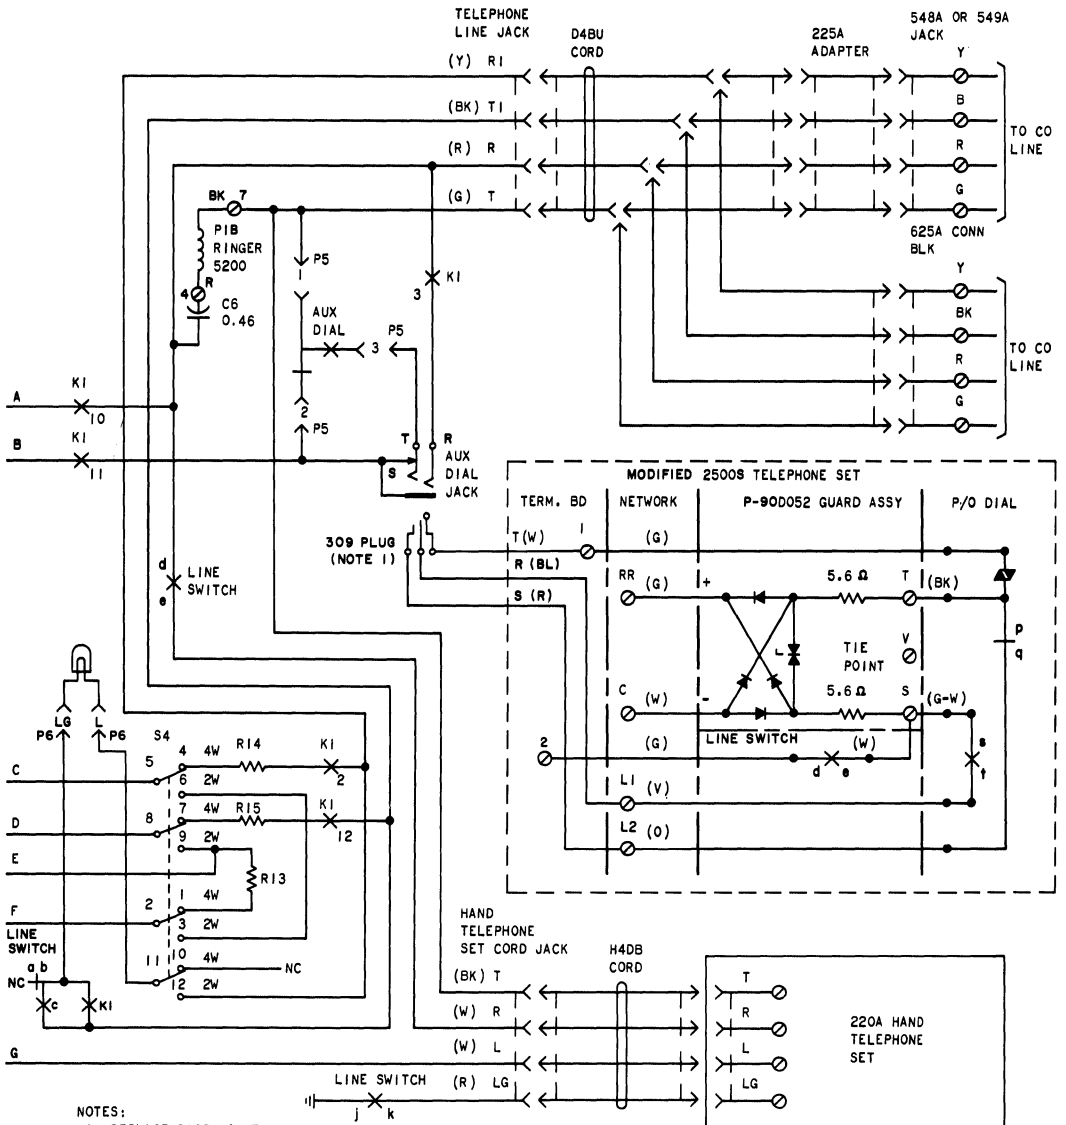 TELEPHONE
LINE JACK
D4BU
CORD
225A
ADAPTER
548A OR 549A
JACK
(Y) R1
Y
(BK) T1
B
(R) R
R
(G) T
G
TO CO
LINE
BK 7
P1B
RINGER
5200
R
4
C6
0.46
P5
1
K1
3
625A CONN
BLK
Y
BK
R
G
TO CO
LINE
AUX
DIAL
3
P5
2
P5
A
K1
10
B
K1
11
T R
S
AUX
DIAL
JACK
309 PLUG
(NOTE 1)
MODIFIED 2500S TELEPHONE SET
TERM. BD
NETWORK
P-90D052 GUARD ASSY
P/O DIAL
T(W)
1
(G)
R (BL)
S (R)
RR
(G)
+
5.6 Ω
T
(BK)
TIE
POINT
V
p
q
C
(W)
-
5.6 Ω
S
(G-W)
LINE SWITCH
2
(G)
d e
(W)
s
t
L1
(V)
L2
(O)
d
e
LINE
SWITCH
LG
L
P6
P6
S4
C
5
4
4W
R14
K1
2
6
2W
D
8
7
4W
R15
K1
12
9
2W
E
R13
F
2
1
4W
3
2W
LINE
SWITCH
a b
NC
c
K1
11
10
4W
NC
12
2W
G
HAND
TELEPHONE
SET CORD JACK
H4DB
CORD
(BK) T
T
(W) R
R
(W) L
L
(R) LG
LG
220A HAND
TELEPHONE
SET
LINE SWITCH
j k
NOTES: